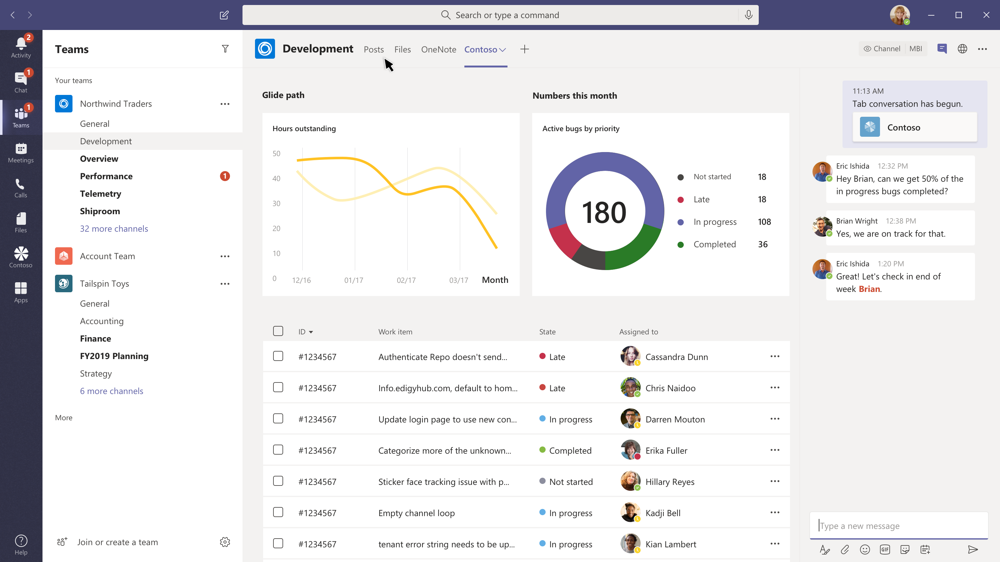 Search or type a command
2
Activity
1
Chat
1
Teams
Meetings
Calls
Files
Contoso
Apps
Help
Teams
Your teams
Northwind Traders
General
Development
Overview
Performance 1
Telemetry
Shiproom
32 more channels
Account Team
Tailspin Toys
General
Accounting
Finance
FY2019 Planning
Strategy
6 more channels
More
Join or create a team
Development Posts Files OneNote Contoso
Channel MBI
Glide path
Hours outstanding
50
40
30
20
10
0
12/16 01/17 02/17 03/17 Month
Numbers this month
Active bugs by priority
180
Not started 18
Late 18
In progress 108
Completed 36
ID Work item State Assigned to
#1234567 Authenticate Repo doesn't send... Late Cassandra Dunn
#1234567 Info.edigyhub.com, default to hom... Late Chris Naidoo
#1234567 Update login page to use new con... In progress Darren Mouton
#1234567 Categorize more of the unknown... Completed Erika Fuller
#1234567 Sticker face tracking issue with p... Not started Hillary Reyes
#1234567 Empty channel loop In progress Kadji Bell
#1234567 tenant error string needs to be up... In progress Kian Lambert
11:13 AM
Tab conversation has begun.
Contoso
Eric Ishida 12:32 PM
Hey Brian, can we get 50% of the
in progress bugs completed?
Brian Wright 12:38 PM
Yes, we are on track for that.
Eric Ishida 1:20 PM
Great! Let's check in end of
week Brian.
Type a new message
GIF